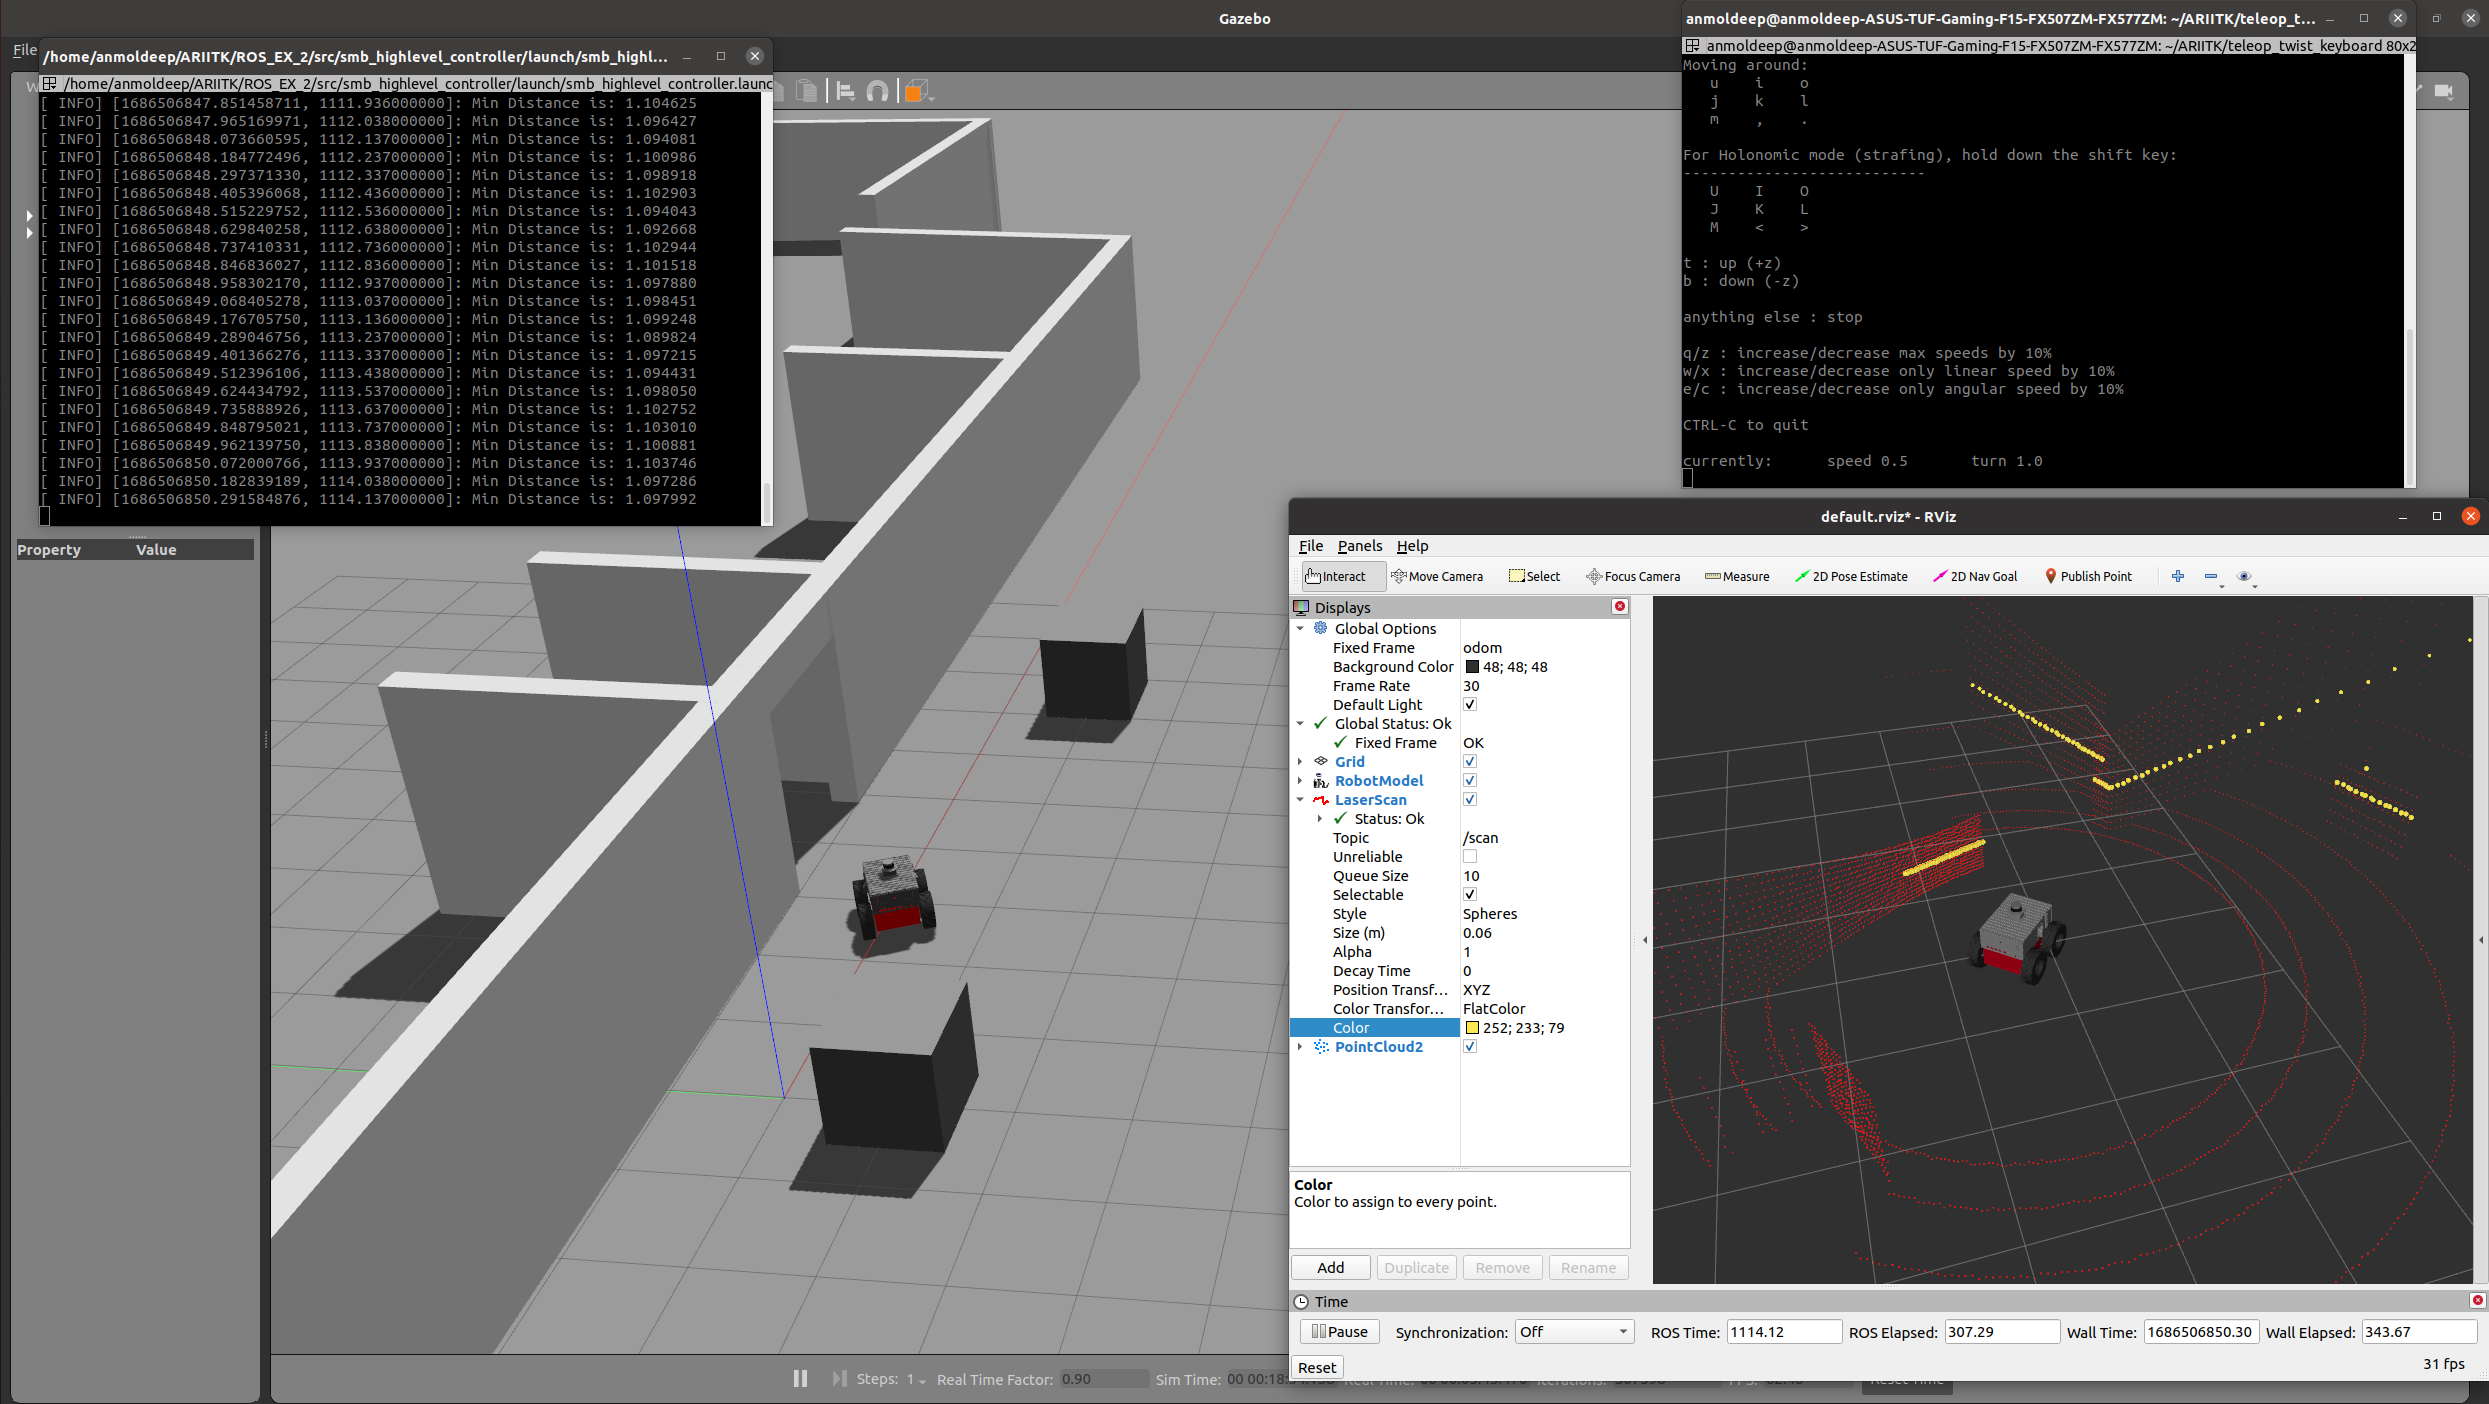 Gazebo
File
/home/anmoldeep/ARIITK/ROS_EX_2/src/smb_highlevel_controller/launch/smb_highl...
/home/anmoldeep/ARIITK/ROS_EX_2/src/smb_highlevel_controller/launch/smb_highlevel_controller.launc
[ INFO] [1686506847.851458711, 1111.936000000]: Min Distance is: 1.104625
[ INFO] [1686506847.965169971, 1112.038000000]: Min Distance is: 1.096427
[ INFO] [1686506848.073660595, 1112.137000000]: Min Distance is: 1.094081
[ INFO] [1686506848.184772496, 1112.237000000]: Min Distance is: 1.100986
[ INFO] [1686506848.297371330, 1112.337000000]: Min Distance is: 1.098918
[ INFO] [1686506848.405396068, 1112.436000000]: Min Distance is: 1.102903
[ INFO] [1686506848.515229752, 1112.536000000]: Min Distance is: 1.094043
[ INFO] [1686506848.629840258, 1112.638000000]: Min Distance is: 1.092668
[ INFO] [1686506848.737410331, 1112.736000000]: Min Distance is: 1.102944
[ INFO] [1686506848.846836027, 1112.836000000]: Min Distance is: 1.101518
[ INFO] [1686506848.958302170, 1112.937000000]: Min Distance is: 1.097880
[ INFO] [1686506849.068405278, 1113.037000000]: Min Distance is: 1.098451
[ INFO] [1686506849.176705750, 1113.136000000]: Min Distance is: 1.099248
[ INFO] [1686506849.289046756, 1113.237000000]: Min Distance is: 1.089824
[ INFO] [1686506849.401366276, 1113.337000000]: Min Distance is: 1.097215
[ INFO] [1686506849.512396106, 1113.438000000]: Min Distance is: 1.094431
[ INFO] [1686506849.624434792, 1113.537000000]: Min Distance is: 1.098050
[ INFO] [1686506849.735888926, 1113.637000000]: Min Distance is: 1.102752
[ INFO] [1686506849.848795021, 1113.737000000]: Min Distance is: 1.103010
[ INFO] [1686506849.962139750, 1113.838000000]: Min Distance is: 1.100881
[ INFO] [1686506850.072000766, 1113.937000000]: Min Distance is: 1.103746
[ INFO] [1686506850.182839189, 1114.038000000]: Min Distance is: 1.097286
[ INFO] [1686506850.291584876, 1114.137000000]: Min Distance is: 1.097992
Property Value
anmoldeep@anmoldeep-ASUS-TUF-Gaming-F15-FX507ZM-FX577ZM: ~/ARIITK/teleop_t...
anmoldeep@anmoldeep-ASUS-TUF-Gaming-F15-FX507ZM-FX577ZM: ~/ARIITK/teleop_twist_keyboard 80x2
Moving around:
u i o
j k l
m , .
For Holonomic mode (strafing), hold down the shift key:
---------------------------
U I O
J K L
M < >
t : up (+z)
b : down (-z)
anything else : stop
q/z : increase/decrease max speeds by 10%
w/x : increase/decrease only linear speed by 10%
e/c : increase/decrease only angular speed by 10%
CTRL-C to quit
currently: speed 0.5 turn 1.0
default.rviz* - RViz
File Panels Help
Interact Move Camera Select Focus Camera Measure 2D Pose Estimate 2D Nav Goal Publish Point
Displays
Global Options
Fixed Frame odom
Background Color 48; 48; 48
Frame Rate 30
Default Light
Global Status: Ok
Fixed Frame OK
Grid
RobotModel
LaserScan
Status: Ok
Topic /scan
Unreliable
Queue Size 10
Selectable
Style Spheres
Size (m) 0.06
Alpha 1
Decay Time 0
Position Transf... XYZ
Color Transfor... FlatColor
Color 252; 233; 79
PointCloud2
Color
Color to assign to every point.
Add Duplicate Remove Rename
Time
Pause Synchronization: Off ROS Time: 1114.12 ROS Elapsed: 307.29 Wall Time: 1686506850.30 Wall Elapsed: 343.67
Reset 31 fps
Steps: 1 Real Time Factor: 0.90 Sim Time: